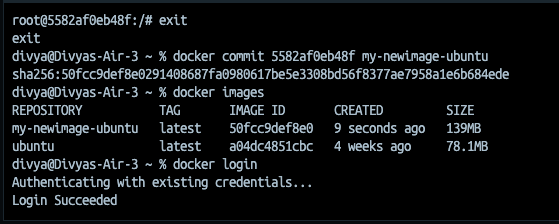 root@5582af0eb48f:/# exit
exit
divya@Divyas-Air-3 ~ % docker commit 5582af0eb48f my-newimage-ubuntu
sha256:50fcc9def8e0291408687fa0980617be5e3308bd56f8377ae7958a1e6b684ede
divya@Divyas-Air-3 ~ % docker images
REPOSITORY TAG IMAGE ID CREATED SIZE
my-newimage-ubuntu latest 50fcc9def8e0 9 seconds ago 139MB
ubuntu latest a04dc4851cbc 4 weeks ago 78.1MB
divya@Divyas-Air-3 ~ % docker login
Authenticating with existing credentials...
Login Succeeded